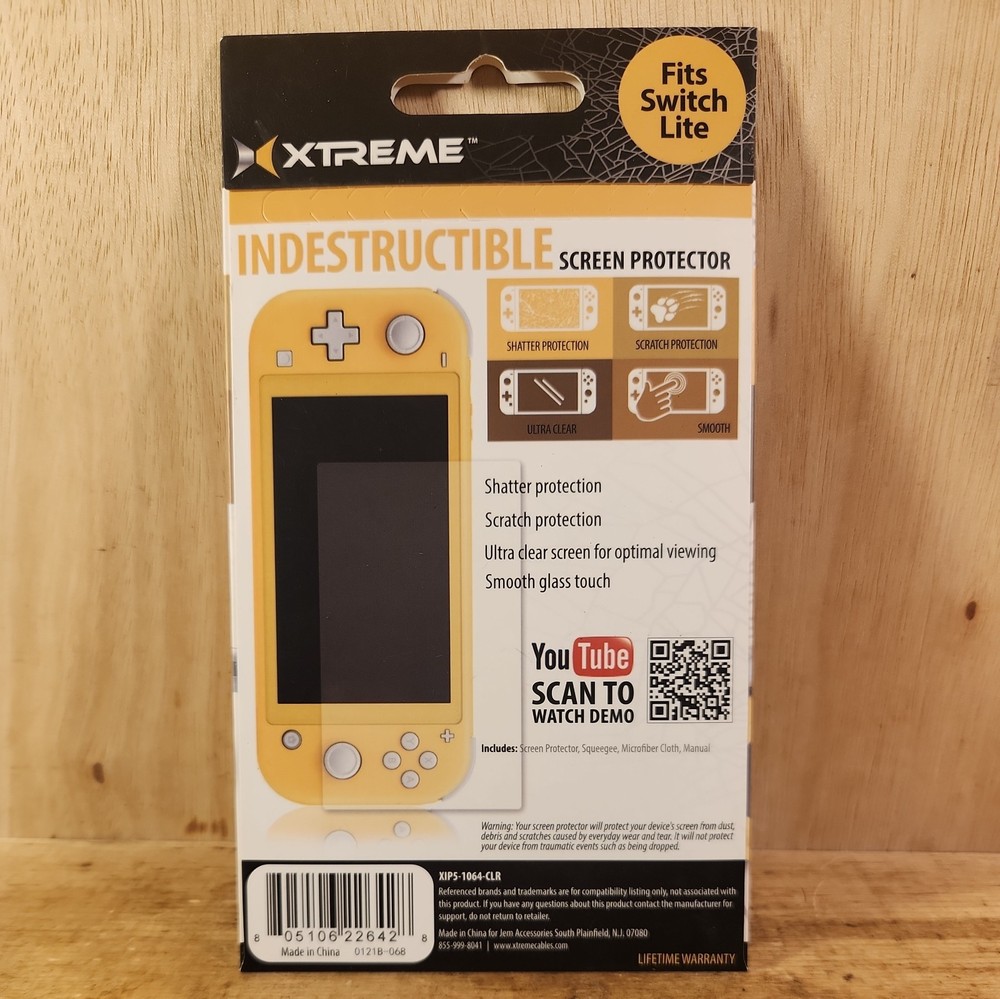 Fits
Switch
Lite
XTREME™
INDESTRUCTIBLE SCREEN PROTECTOR
SHATTER PROTECTION
SCRATCH PROTECTION
ULTRA CLEAR
SMOOTH
Shatter protection
Scratch protection
Ultra clear screen for optimal viewing
Smooth glass touch
YouTube
SCAN TO
WATCH DEMO
Includes: Screen Protector, Squeegee, Microfiber Cloth, Manual
Warning: Your screen protector will protect your device's screen from dust,
debris and scratches caused by everyday wear and tear. It will not protect
your device from traumatic events such as being dropped.
XIP5-1064-CLR
Referenced brands and trademarks are for compatibility listing only, not associated with
this product. If you have any questions about this product contact the manufacturer for
support, do not return to retailer.
Made in China for Jem Accessories South Plainfield, N.J. 07080
855-999-8041 | www.xtremecables.com
LIFETIME WARRANTY
8 05106 22642 8
Made in China 0121B-068